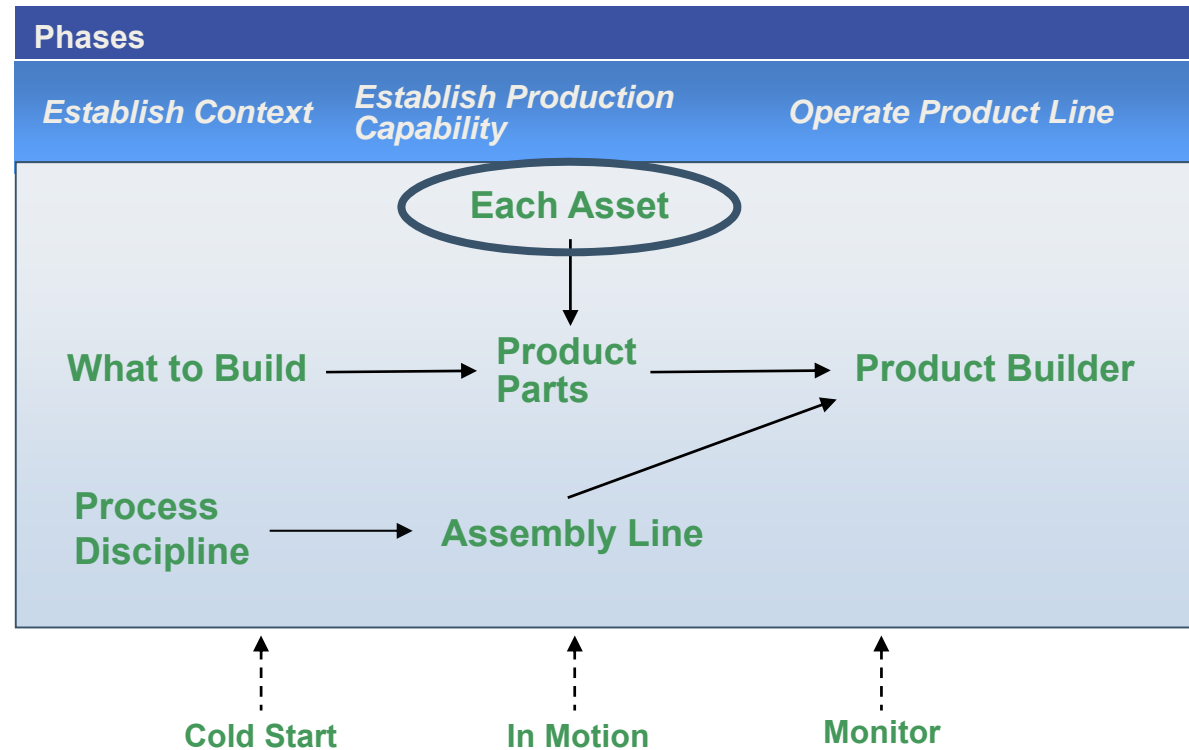 Phases
Establish Context
Establish Production
Capability
Operate Product Line
Each Asset
What to Build
Product
Parts
Product Builder
Process
Discipline
Assembly Line
Cold Start
In Motion
Monitor